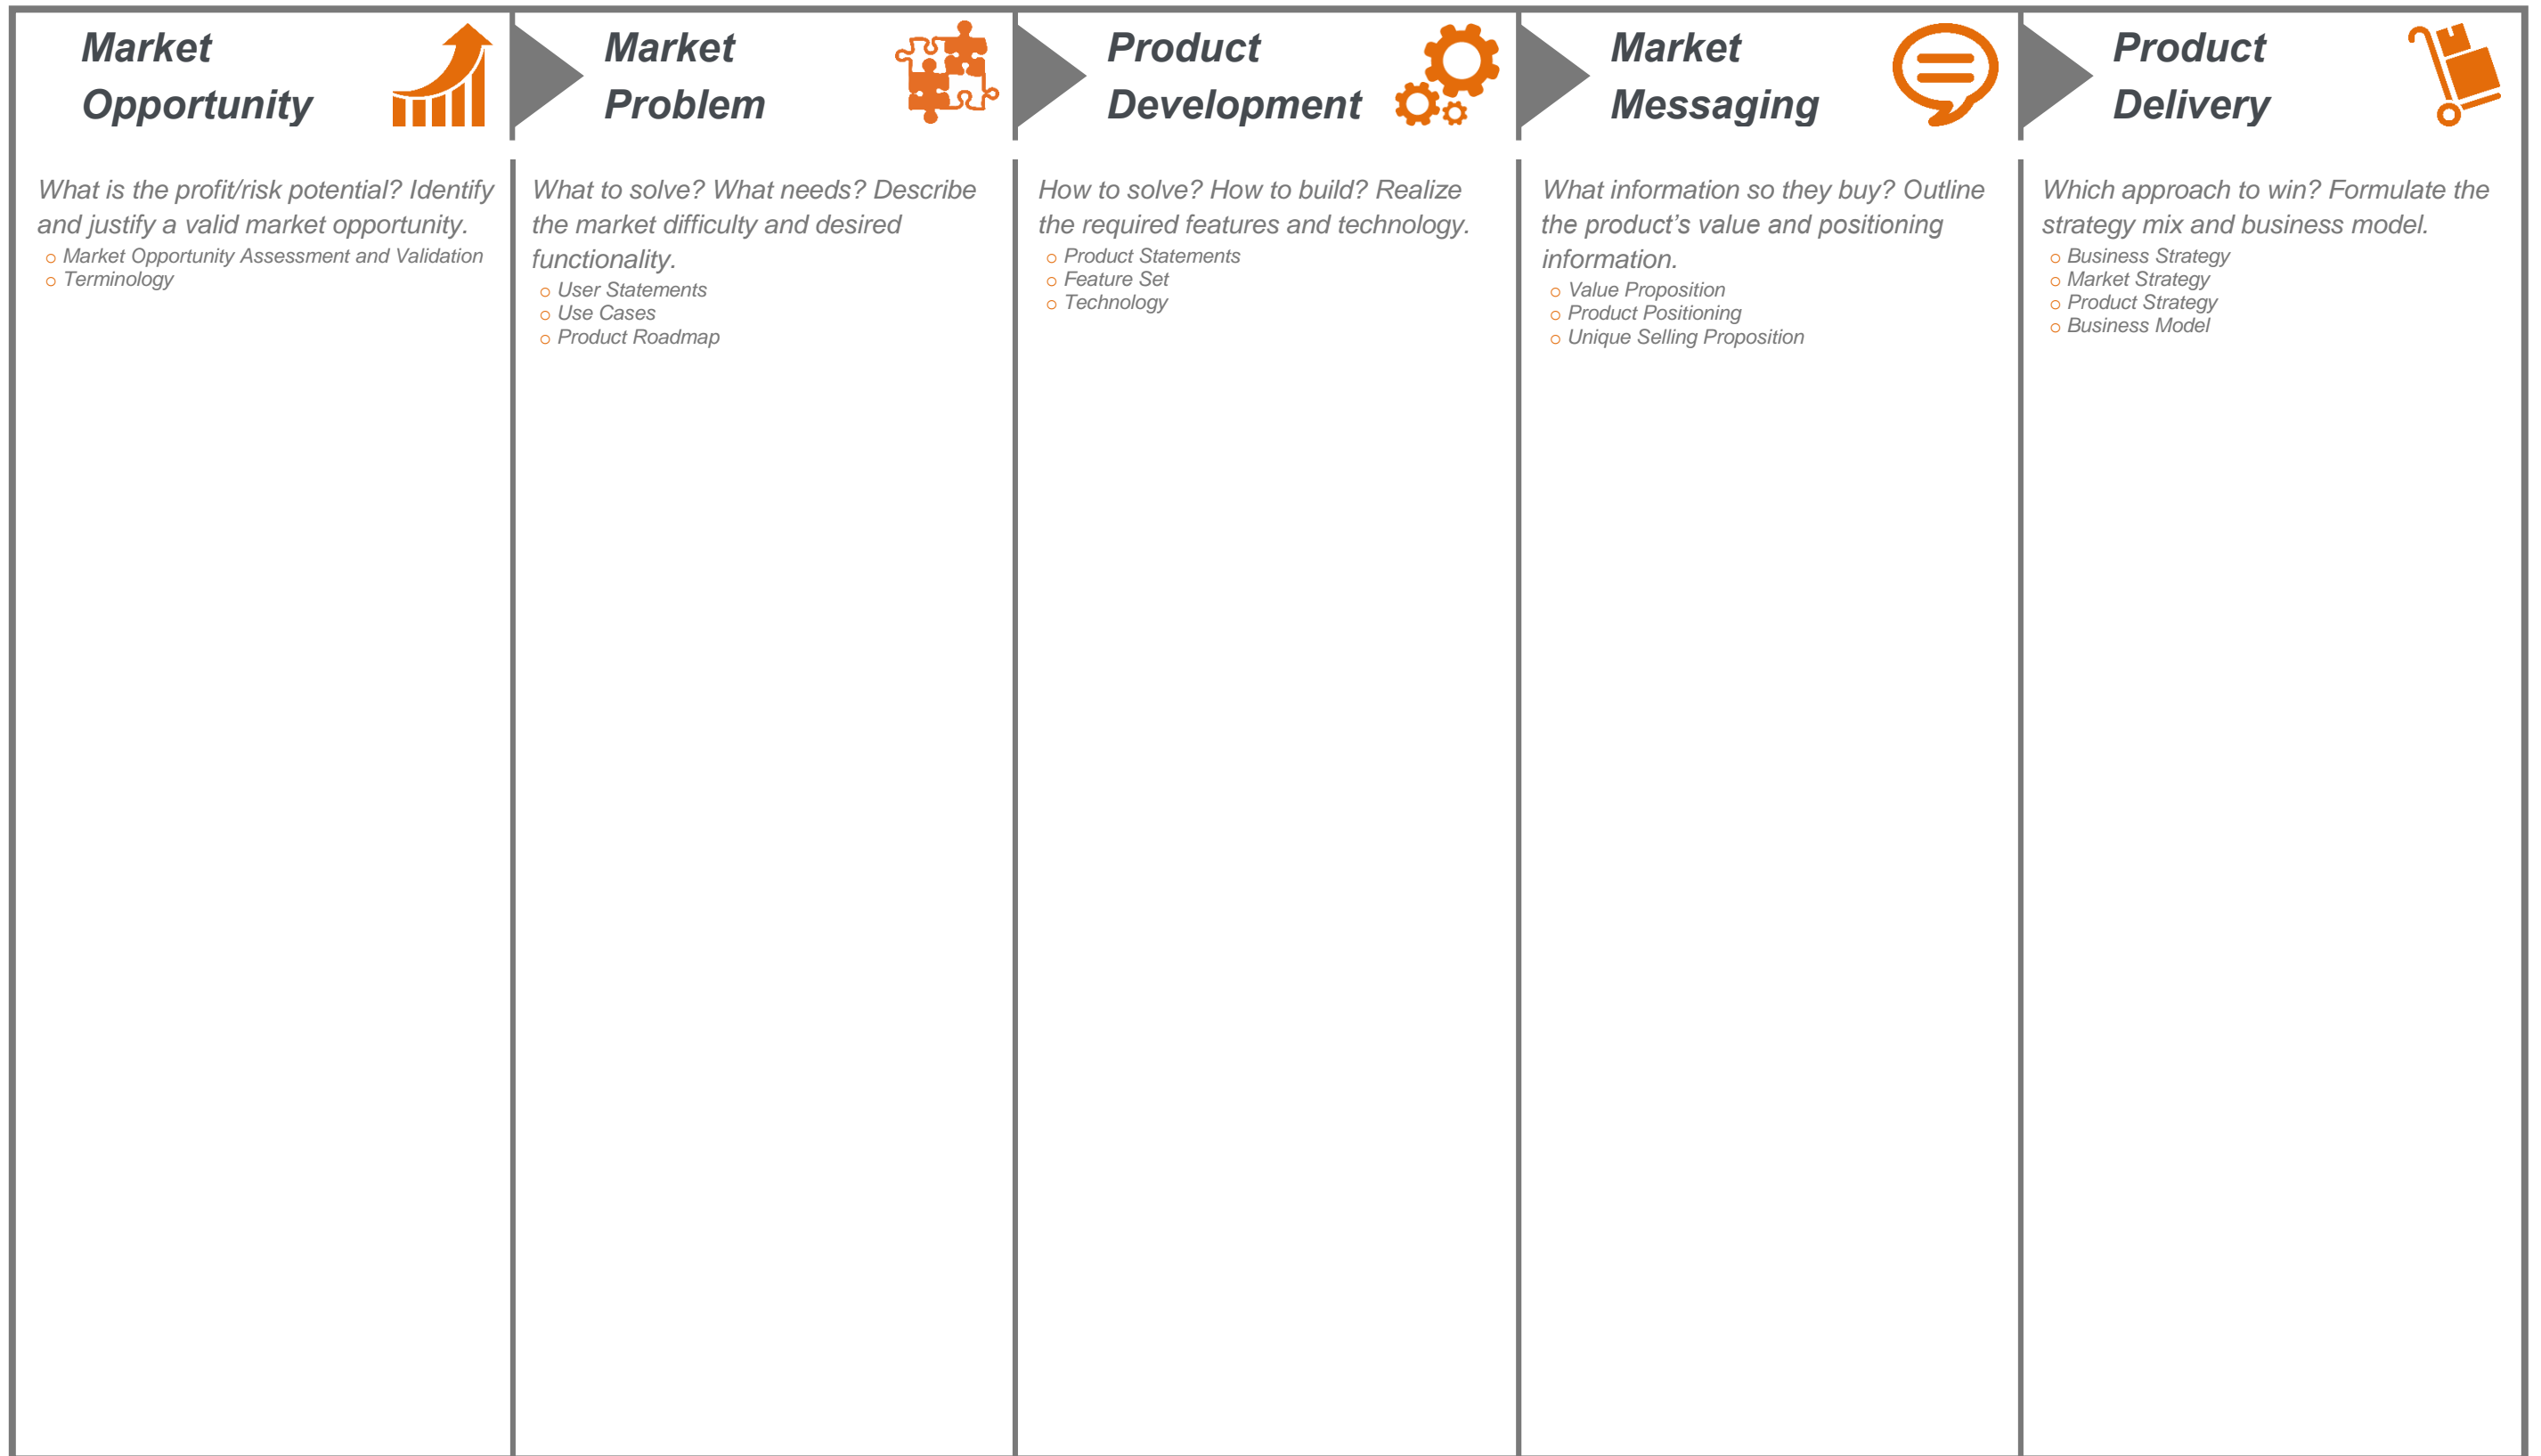 Market
Opportunity
What is the profit/risk potential? Identify
and justify a valid market opportunity.
○ Market Opportunity Assessment and Validation
○ Terminology
Market
Problem
What to solve? What needs? Describe
the market difficulty and desired
functionality.
○ User Statements
○ Use Cases
○ Product Roadmap
Product
Development
How to solve? How to build? Realize
the required features and technology.
○ Product Statements
○ Feature Set
○ Technology
Market
Messaging
What information so they buy? Outline
the product’s value and positioning
information.
○ Value Proposition
○ Product Positioning
○ Unique Selling Proposition
Product
Delivery
Which approach to win? Formulate the
strategy mix and business model.
○ Business Strategy
○ Market Strategy
○ Product Strategy
○ Business Model